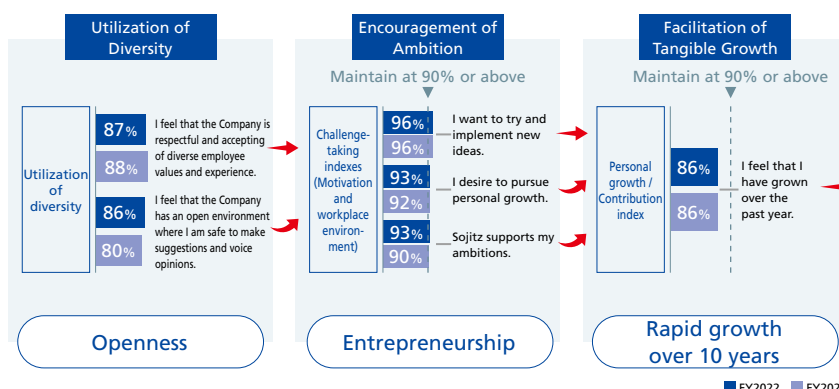 Utilization of
Diversity
Utilization
of
diversity
87%
88%
I feel that the Company is
respectful and accepting
of diverse employee
values and experience.
86%
80%
I feel that the Company
has an open environment
where I am safe to make
suggestions and voice
opinions.
Openness
Encouragement of
Ambition
Maintain at 90% or above
Challenge-
taking indexes
(Motivation
and
workplace
environ-
ment)
96%
96%
I want to try and
implement new
ideas.
93%
92%
I desire to pursue
personal growth.
93%
90%
Sojitz supports my
ambitions.
Entrepreneurship
Facilitation of
Tangible Growth
Maintain at 90% or above
Personal
growth /
Contribution
index
86%
86%
I feel that I
have grown
over the
past year.
Rapid growth
over 10 years
FY2022